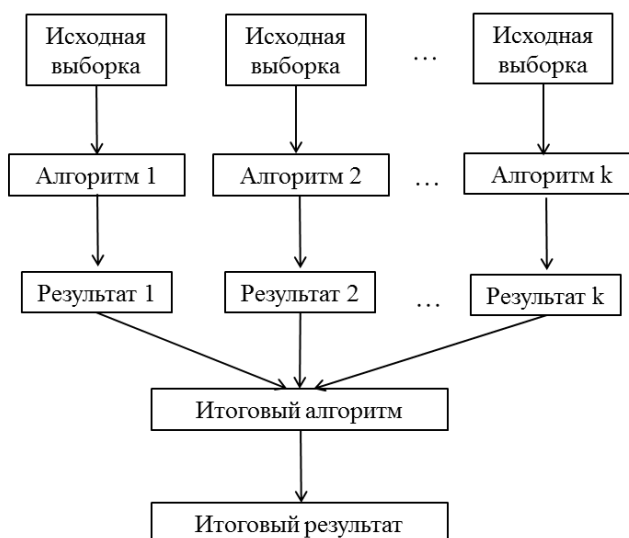 Исходная
выборка
Исходная
выборка
…
Исходная
выборка
Алгоритм 1
Алгоритм 2
…
Алгоритм k
Результат 1
Результат 2
…
Результат k
Итоговый алгоритм
Итоговый результат